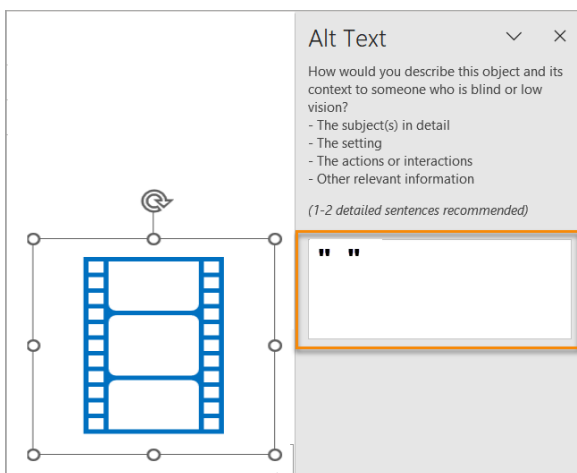 Alt Text
How would you describe this object and its
context to someone who is blind or low
vision?
- The subject(s) in detail
- The setting
- The actions or interactions
- Other relevant information
(1-2 detailed sentences recommended)
" "